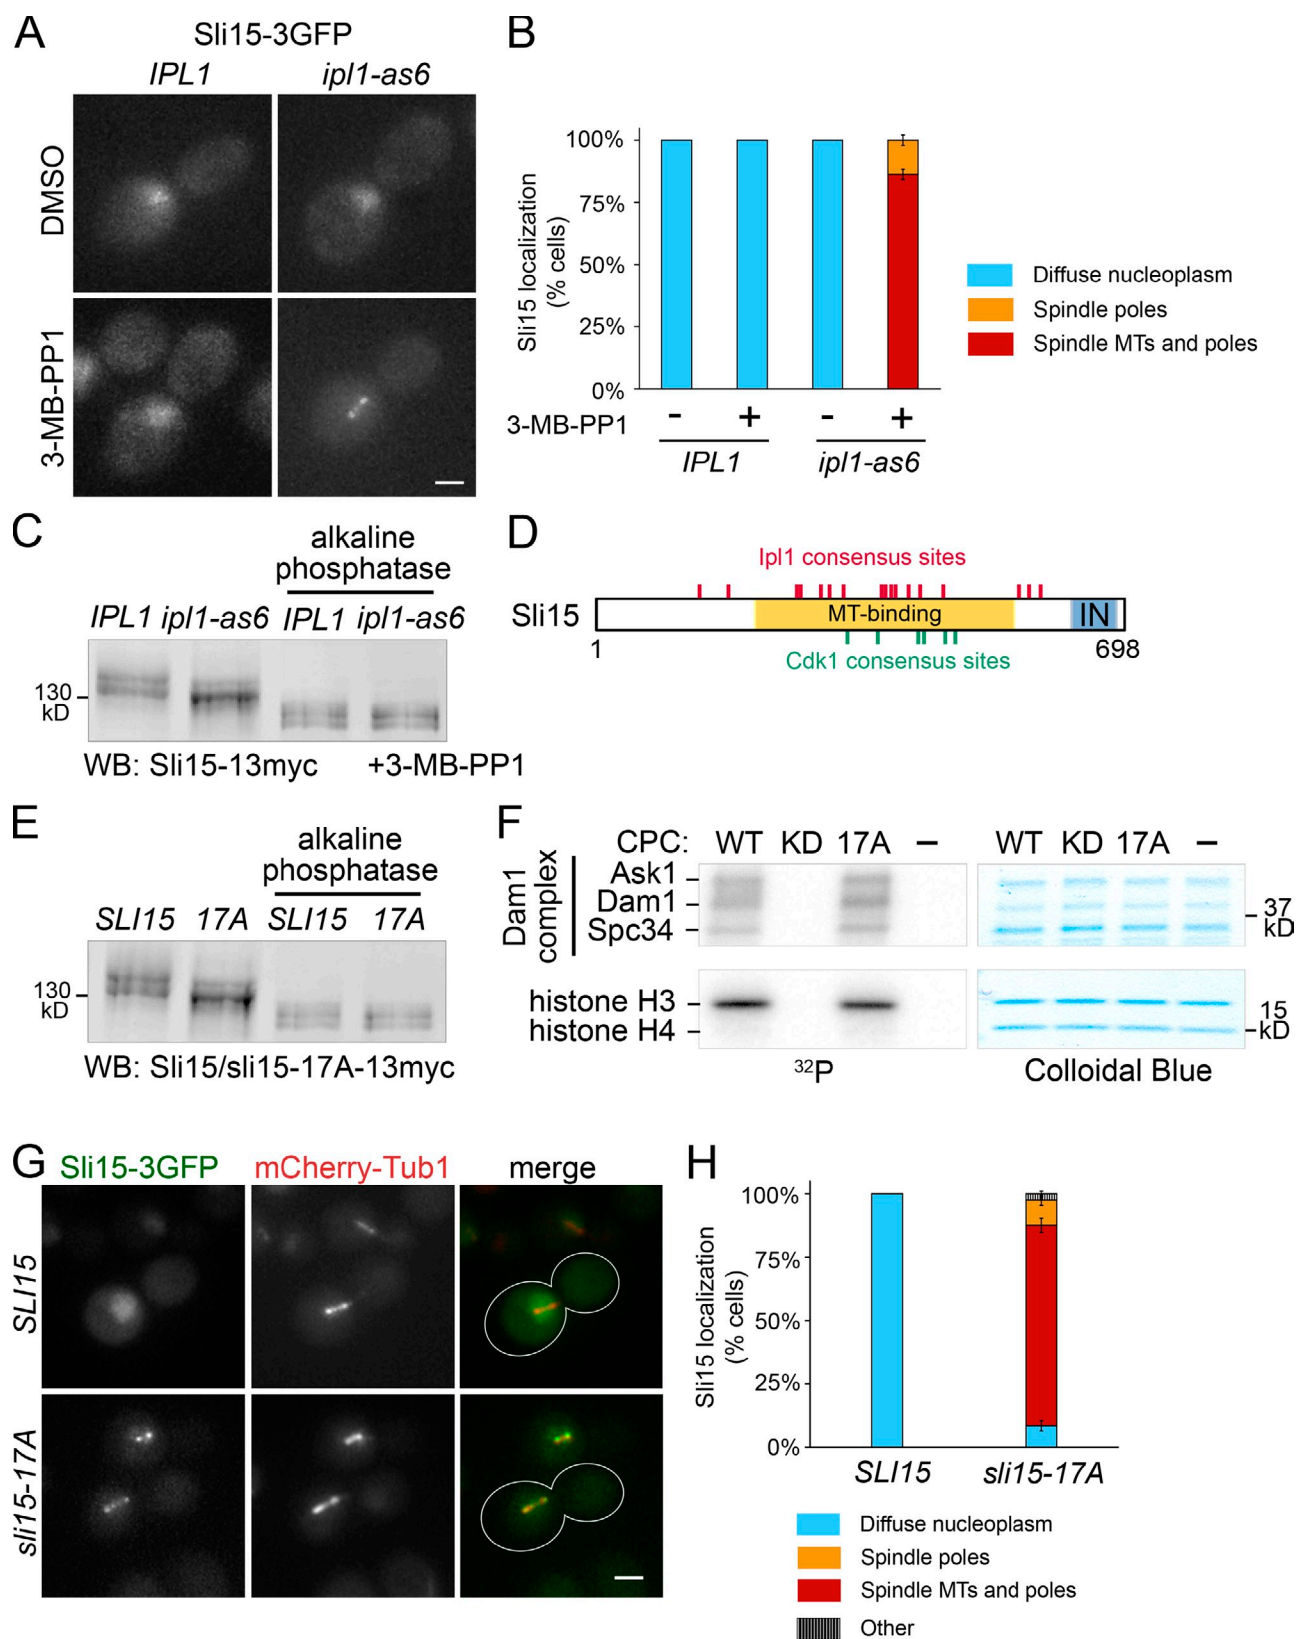 A
Sli15-3GFP
IPL1 ipl1-as6
DMSO
3-MB-PP1
B
Sli15 localization
(% cells)
100%
75%
50%
25%
0%
3-MB-PP1 - + - +
IPL1 ipl1-as6
Diffuse nucleoplasm
Spindle poles
Spindle MTs and poles
C
alkaline
phosphatase
IPL1 ipl1-as6 IPL1 ipl1-as6
130
kD
WB: Sli15-13myc +3-MB-PP1
D
Ipl1 consensus sites
Sli15 MT-binding IN
1 698
Cdk1 consensus sites
E
alkaline
phosphatase
SLI15 17A SLI15 17A
130
kD
WB: Sli15/sli15-17A-13myc
F
CPC: WT KD 17A – WT KD 17A –
Dam1
complex
Ask1
Dam1
Spc34
37
kD
histone H3
histone H4
15
kD
32P Colloidal Blue
G
Sli15-3GFP mCherry-Tub1 merge
SLI15
sli15-17A
H
Sli15 localization
(% cells)
100%
75%
50%
25%
0%
SLI15 sli15-17A
Diffuse nucleoplasm
Spindle poles
Spindle MTs and poles
Other